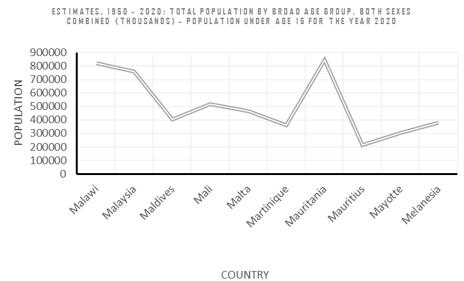 ESTIMATES, 1950 - 2020: TOTAL POPULATION BY BROAD AGE GROUP, BOTH SEXES
COMBINED (THOUSANDS) - POPULATION UNDER AGE 15 FOR THE YEAR 2020
900000
800000
700000
600000
500000
400000
300000
200000
100000
0
POPULATION
Malawi
Malaysia
Maldives
Mali
Malta
Martinique
Mauritania
Mauritius
Mayotte
Melanesia
COUNTRY